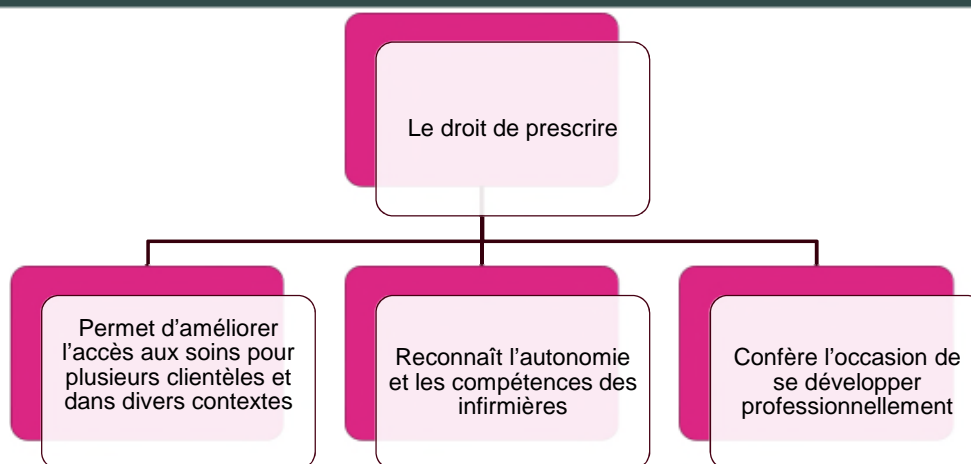 Le droit de prescrire
Permet d’améliorer
l’accès aux soins pour
plusieurs clientèles et
dans divers contextes
Reconnaît l’autonomie
et les compétences des
infirmières
Confère l’occasion de
se développer
professionnellement